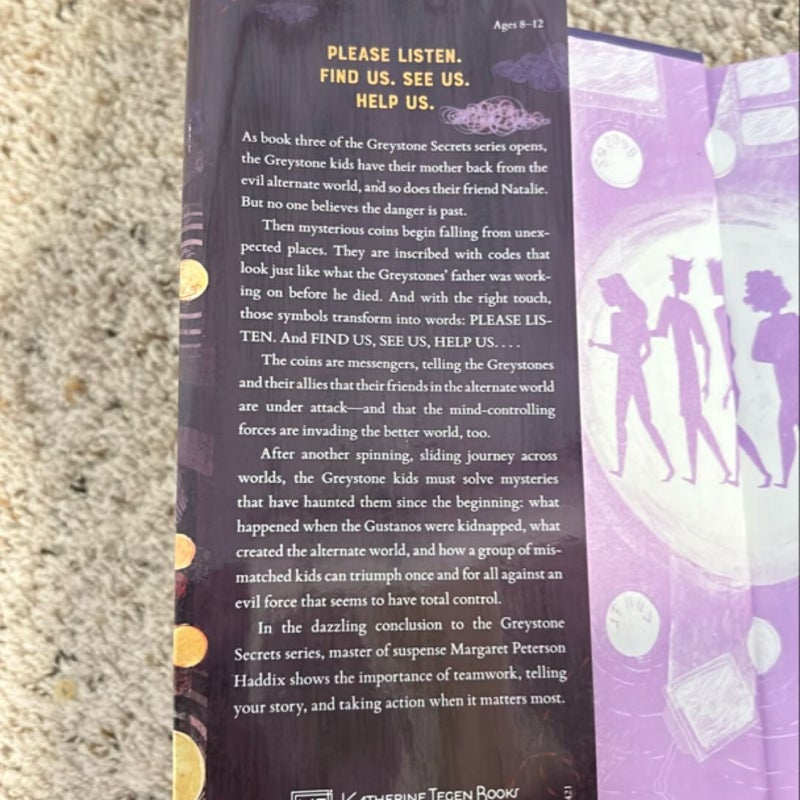 Ages 8–12
PLEASE LISTEN.
FIND US. SEE US.
HELP US.
As book three of the Greystone Secrets series opens,
the Greystone kids have their mother back from the
evil alternate world, and so does their friend Natalie.
But no one believes the danger is past.
Then mysterious coins begin falling from unex-
pected places. They are inscribed with codes that
look just like what the Greystones’ father was work-
ing on before he died. And with the right touch,
those symbols transform into words: PLEASE LIS-
TEN. And FIND US, SEE US, HELP US. . . .
The coins are messengers, telling the Greystones
and their allies that their friends in the alternate world
are under attack—and that the mind-controlling
forces are invading the better world, too.
After another spinning, sliding journey across
worlds, the Greystone kids must solve mysteries
that have haunted them since the beginning: what
happened when the Gustanos were kidnapped, what
created the alternate world, and how a group of mis-
matched kids can triumph once and for all against an
evil force that seems to have total control.
In the dazzling conclusion to the Greystone
Secrets series, master of suspense Margaret Peterson
Haddix shows the importance of teamwork, telling
your story, and taking action when it matters most.
KATHERINE TEGEN BOOKS